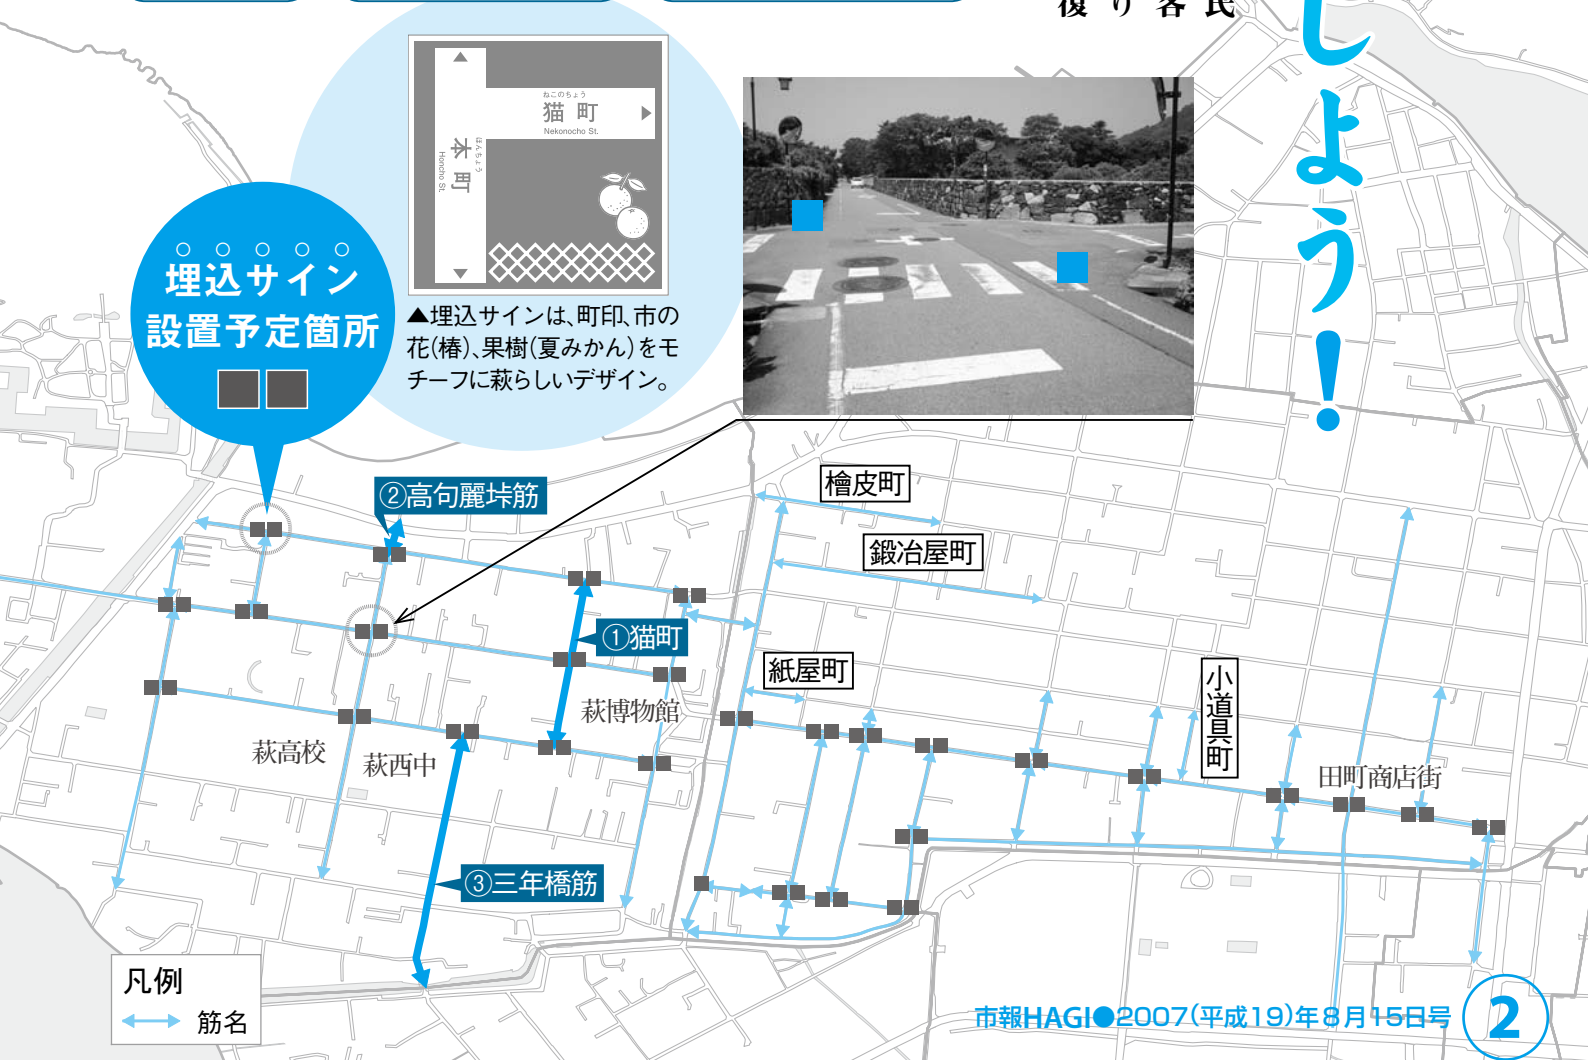 しょう！
ねこのちょう
猫町
Nekonocho St.
ほんちょう
本町
Honcho St.
埋込サイン
設置予定箇所
▲埋込サインは、町印、市の
花(椿)、果樹(夏みかん)をモ
チーフに萩らしいデザイン。
②高句麗垰筋
①猫町
③三年橋筋
檜皮町
鍛冶屋町
紙屋町
小道具町
萩博物館
萩高校
萩西中
田町商店街
凡例
筋名
市報HAGI●2007(平成19)年8月15日号
2